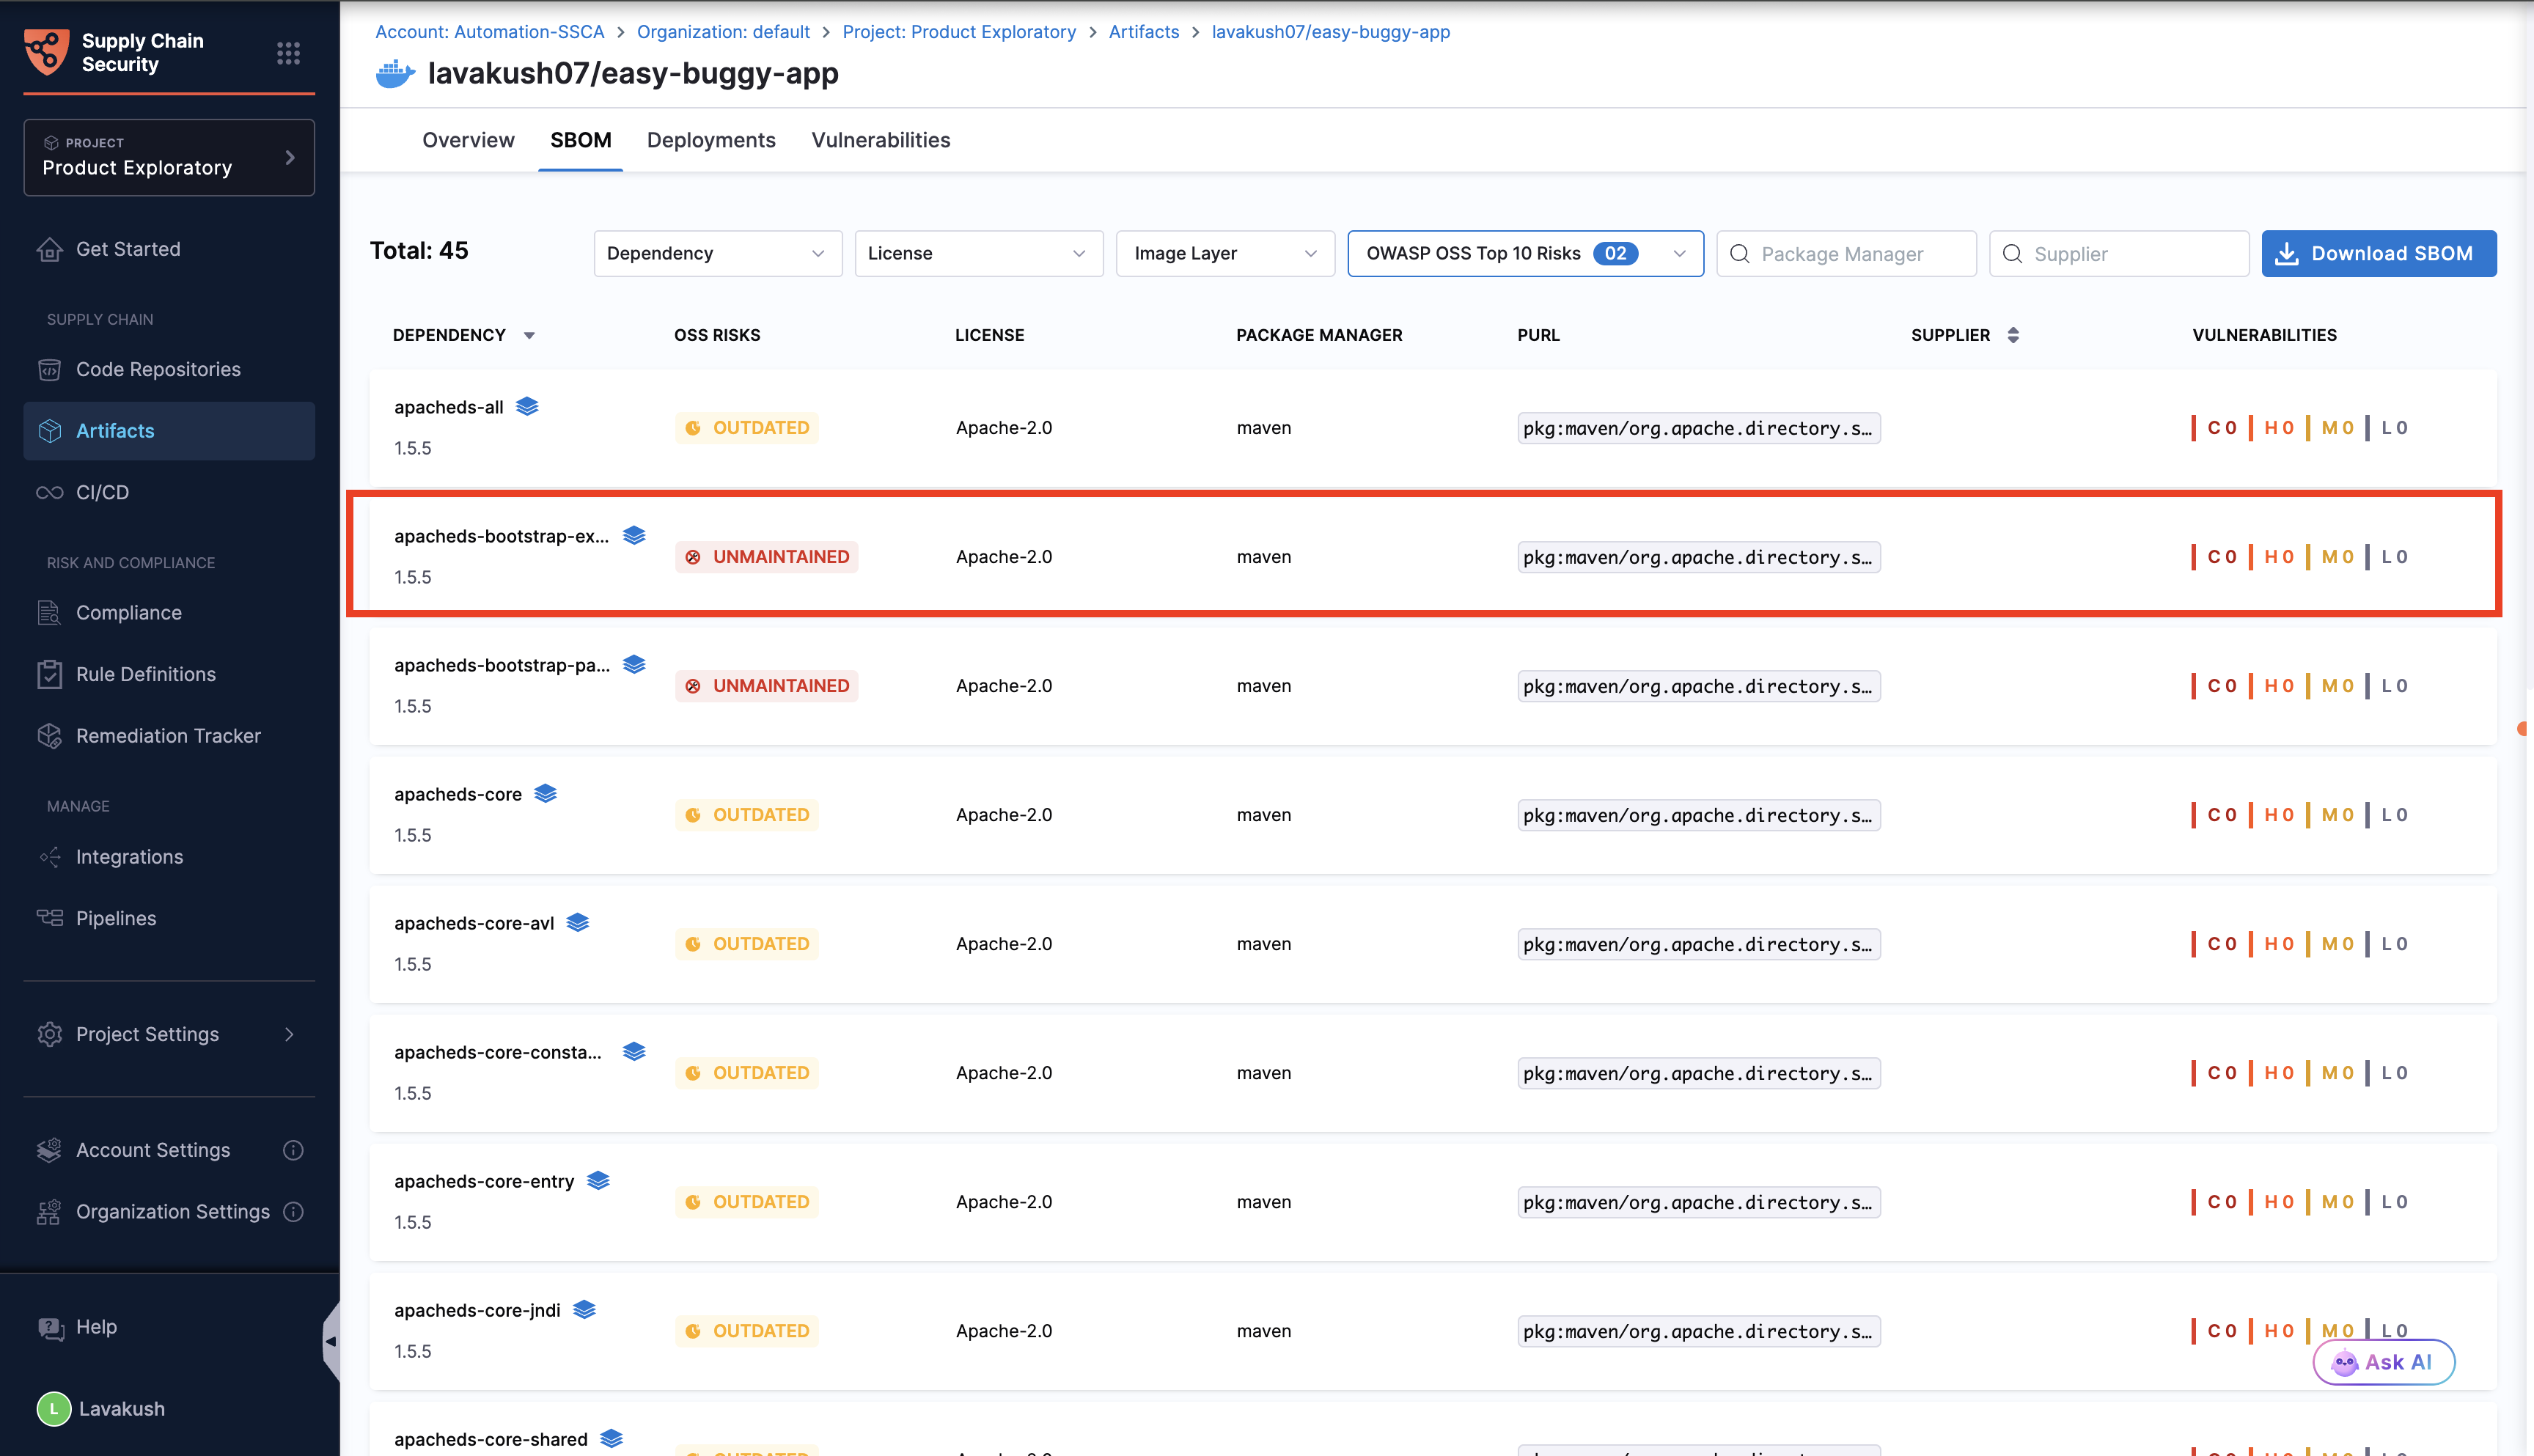 Supply Chain
Security
PROJECT
Product Exploratory
Get Started
SUPPLY CHAIN
Code Repositories
Artifacts
CI/CD
RISK AND COMPLIANCE
Compliance
Rule Definitions
Remediation Tracker
MANAGE
Integrations
Pipelines
Project Settings
Account Settings
Organization Settings
Help
L Lavakush
Account: Automation-SSCA > Organization: default > Project: Product Exploratory > Artifacts > lavakush07/easy-buggy-app
lavakush07/easy-buggy-app
Overview SBOM Deployments Vulnerabilities
Total: 45 Dependency License Image Layer OWASP OSS Top 10 Risks 02 Package Manager Supplier Download SBOM
DEPENDENCY OSS RISKS LICENSE PACKAGE MANAGER PURL SUPPLIER VULNERABILITIES
apacheds-all
OUTDATED Apache-2.0 maven pkg:maven/org.apache.directory.s... C 0 H 0 M 0 L 0
1.5.5
apacheds-bootstrap-ex...
UNMAINTAINED Apache-2.0 maven pkg:maven/org.apache.directory.s... C 0 H 0 M 0 L 0
1.5.5
apacheds-bootstrap-pa...
UNMAINTAINED Apache-2.0 maven pkg:maven/org.apache.directory.s... C 0 H 0 M 0 L 0
1.5.5
apacheds-core
OUTDATED Apache-2.0 maven pkg:maven/org.apache.directory.s... C 0 H 0 M 0 L 0
1.5.5
apacheds-core-avl
OUTDATED Apache-2.0 maven pkg:maven/org.apache.directory.s... C 0 H 0 M 0 L 0
1.5.5
apacheds-core-consta...
OUTDATED Apache-2.0 maven pkg:maven/org.apache.directory.s... C 0 H 0 M 0 L 0
1.5.5
apacheds-core-entry
OUTDATED Apache-2.0 maven pkg:maven/org.apache.directory.s... C 0 H 0 M 0 L 0
1.5.5
apacheds-core-jndi
OUTDATED Apache-2.0 maven pkg:maven/org.apache.directory.s... C 0 H 0 M 0 L 0
1.5.5
Ask AI
apacheds-core-shared